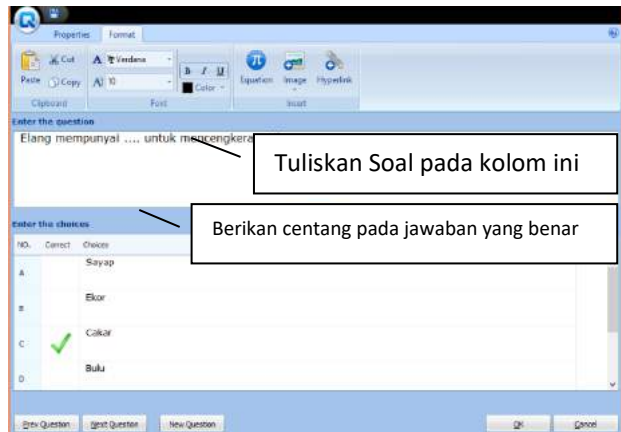 Properties Format
Paste Cut Copy
Verdana
10
B I U
Color
Equation Image Hyperlink
Clipboard Font Insert
Enter the question
Elang mempunyai .... untuk mencengkera
Tuliskan Soal pada kolom ini
Enter the choices
Berikan centang pada jawaban yang benar
NO. Correct Choices
A Sayap
B Ekor
C Cakar
D Bulu
Prev Question Next Question New Question OK Cancel